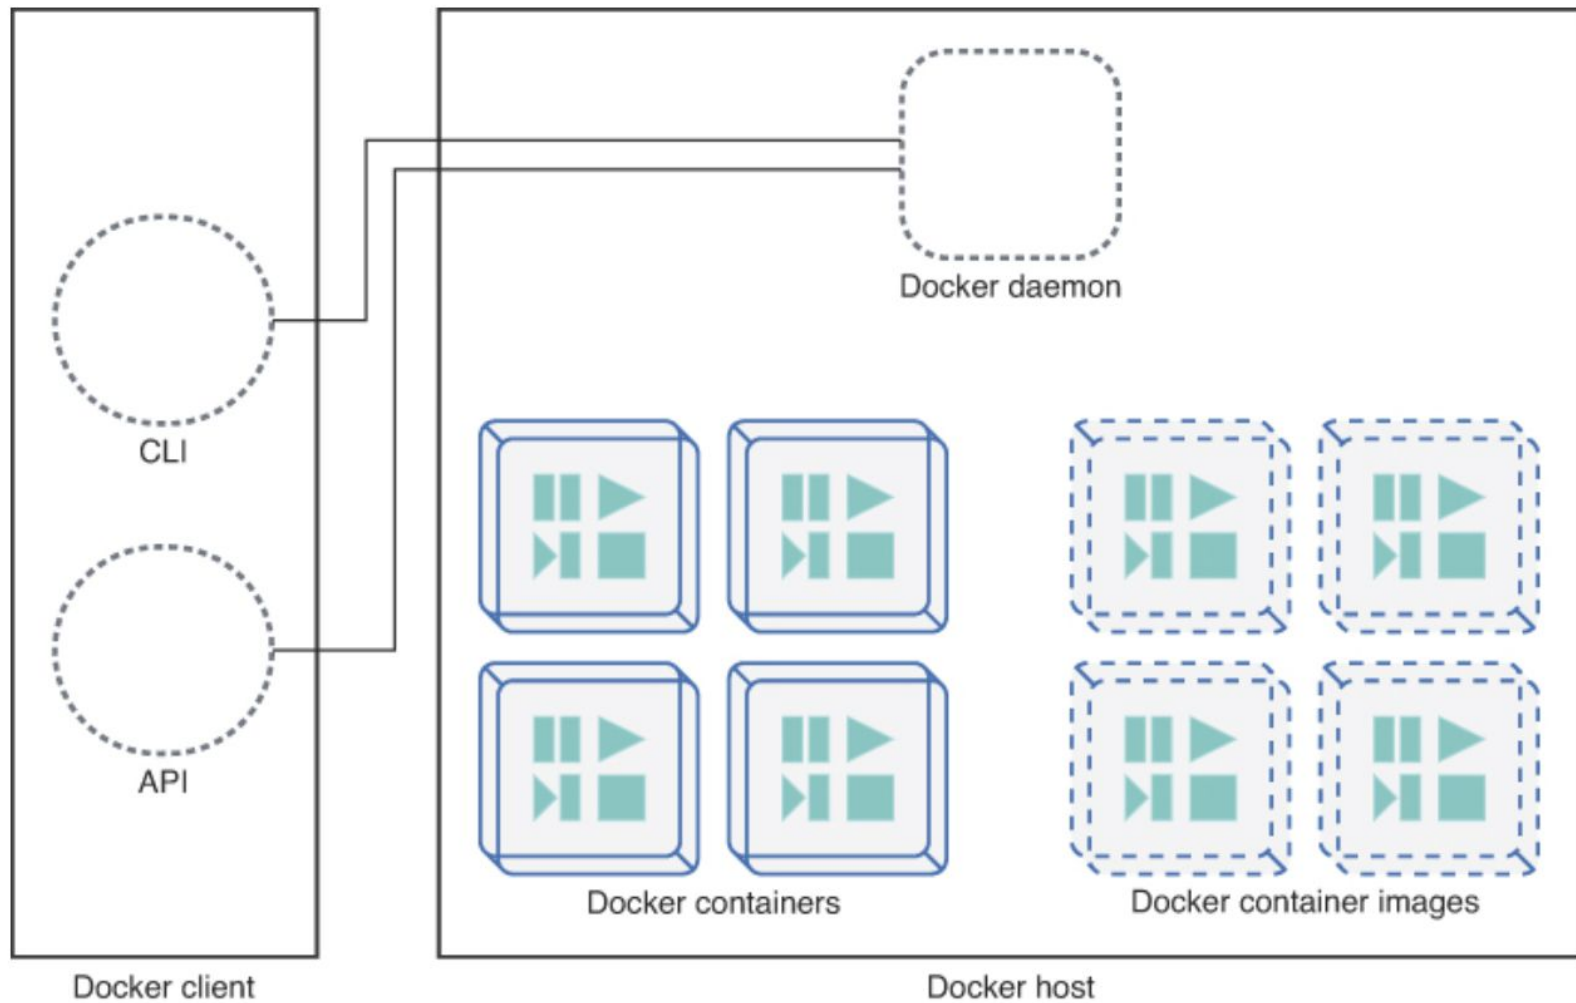 Docker daemon
CLI
API
Docker containers
Docker container images
Docker client
Docker host